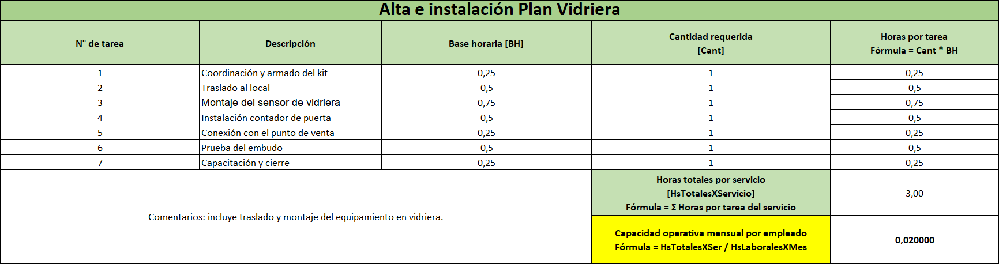 Alta e instalación Plan Vidriera
N° de tarea
Descripción
Base horaria [BH]
Cantidad requerida
[Cant]
Horas por tarea
Fórmula = Cant * BH
1 Coordinación y armado del kit 0,25 1 0,25
2 Traslado al local 0,5 1 0,5
3 Montaje del sensor de vidriera 0,75 1 0,75
4 Instalación contador de puerta 0,5 1 0,5
5 Conexión con el punto de venta 0,25 1 0,25
6 Prueba del embudo 0,5 1 0,5
7 Capacitación y cierre 0,25 1 0,25
Comentarios: incluye traslado y montaje del equipamiento en vidriera.
Horas totales por servicio
[HsTotalesXServicio]
Fórmula = Σ Horas por tarea del servicio
3,00
Capacidad operativa mensual por empleado
Fórmula = HsTotalesXSer / HsLaboralesXMes
0,020000